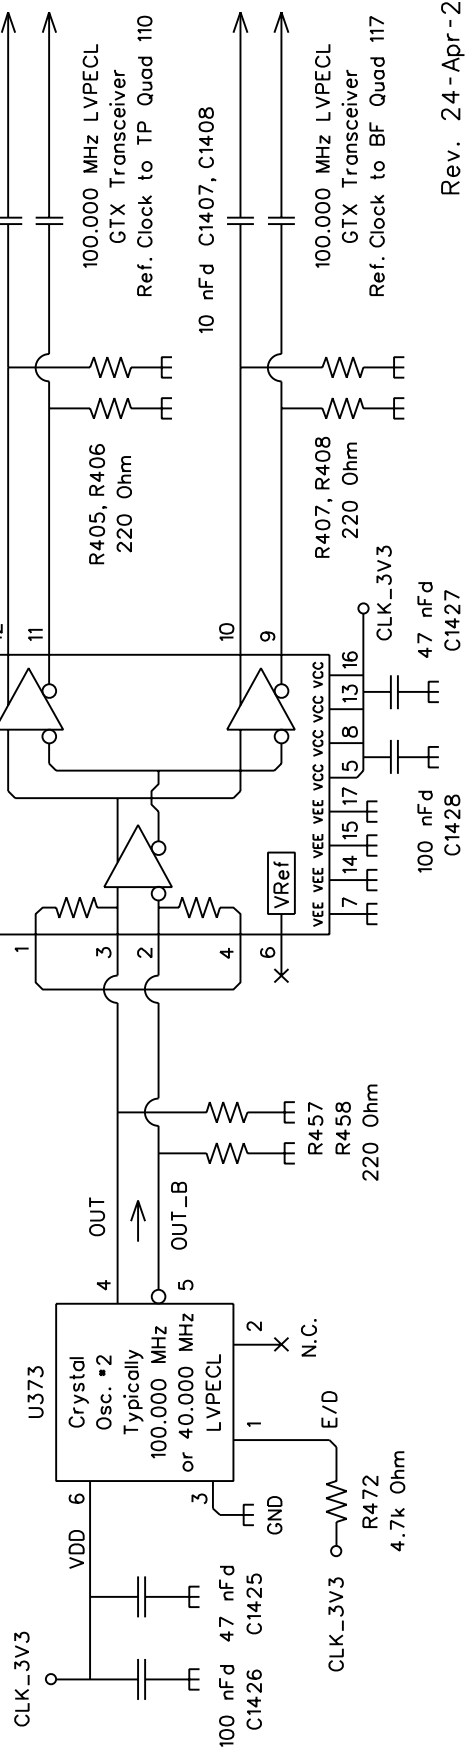 CLK_3V3
100 nFd 47 nFd
C1426 C1425
VDD
6
3
GND
U373
Crystal
Osc. #2
Typically
100.000 MHz
or 40.000 MHz
LVPECL
4
5
1
2
N.C.
E/D
R472
4.7k Ohm
CLK_3V3
OUT
OUT_B
R457
R458
220 Ohm
1
3
2
4
6
VRef
VEE VEE VEE VEE VCC VCC VCC VCC
7 14 15 17 5 8 13 16
CLK_3V3
100 nFd 47 nFd
C1428 C1427
11
10
9
R405, R406
220 Ohm
R407, R408
220 Ohm
10 nFd C1407, C1408
100.000 MHz LVPECL
GTX Transceiver
Ref. Clock to TP Quad 110
100.000 MHz LVPECL
GTX Transceiver
Ref. Clock to BF Quad 117
Rev. 24-Apr-2